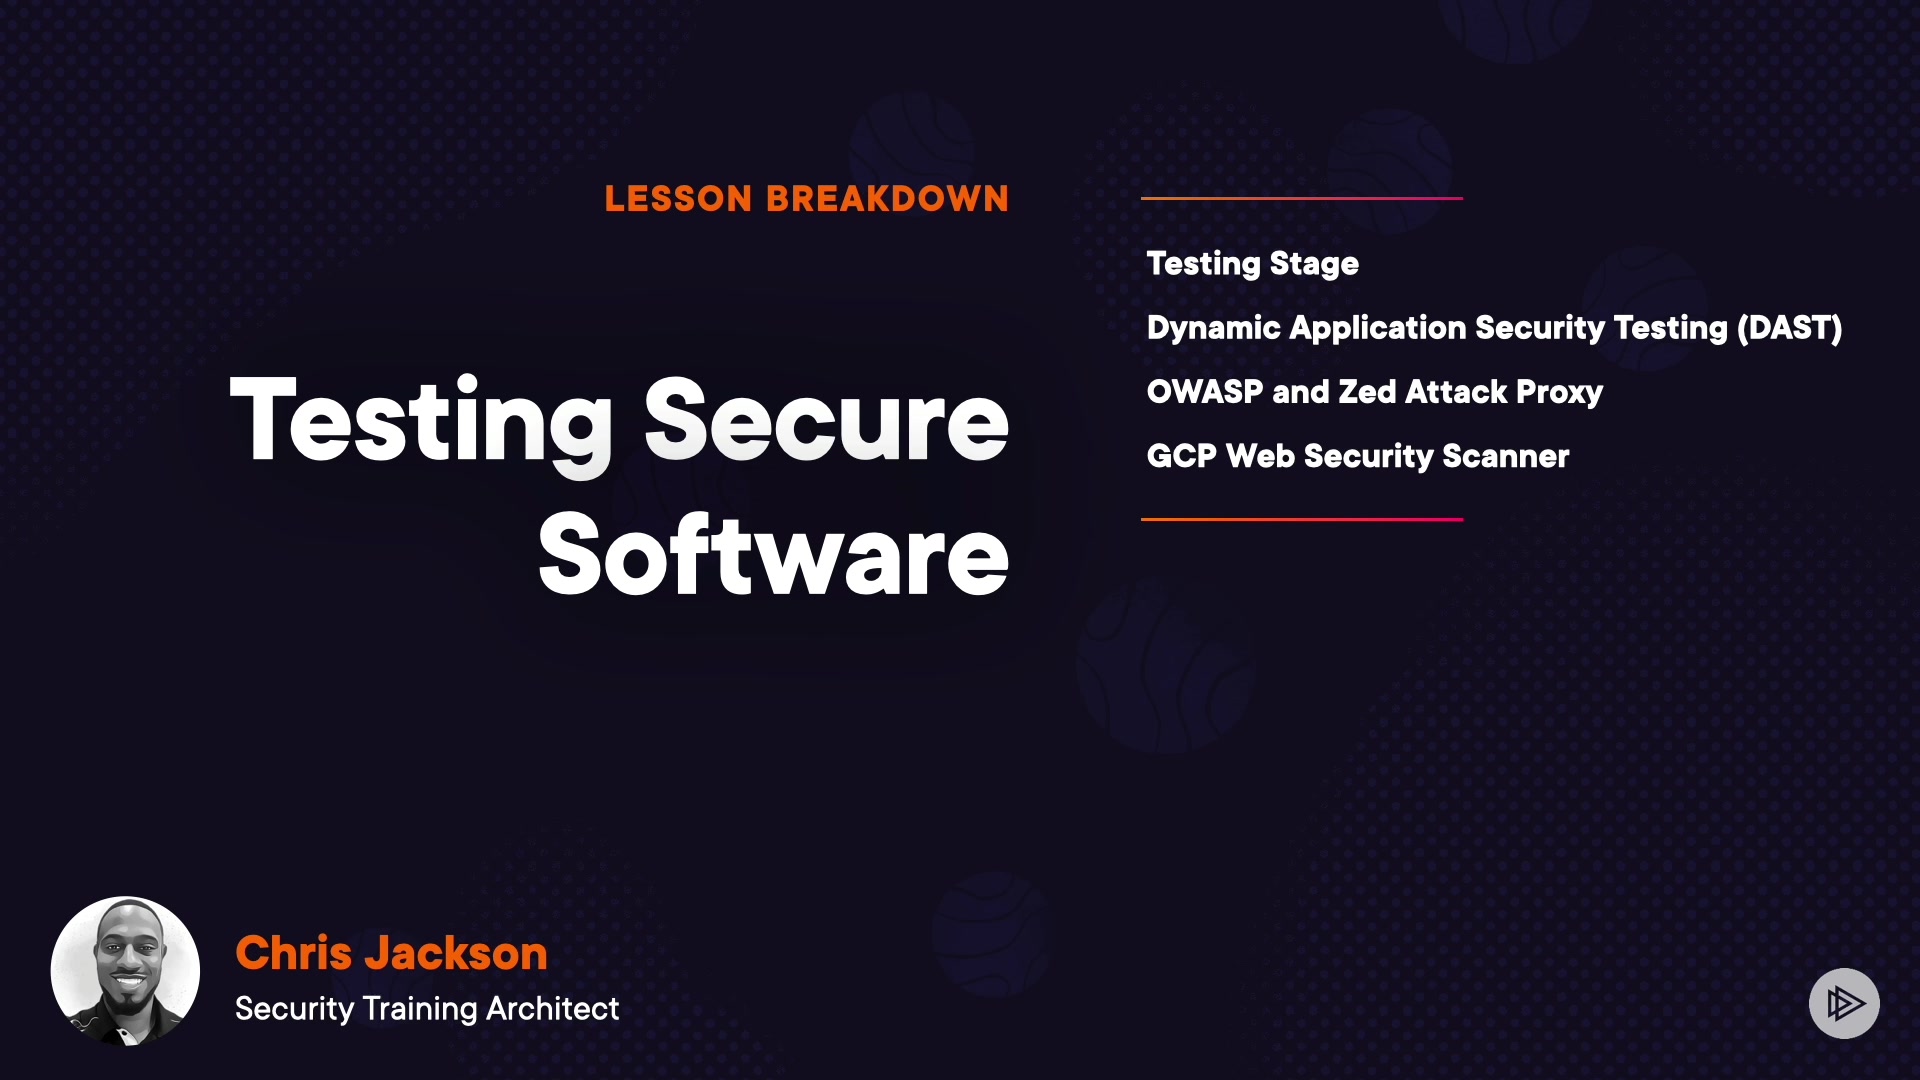 LESSON BREAKDOWN
Testing Secure
Software
Testing Stage
Dynamic Application Security Testing (DAST)
OWASP and Zed Attack Proxy
GCP Web Security Scanner
Chris Jackson
Security Training Architect